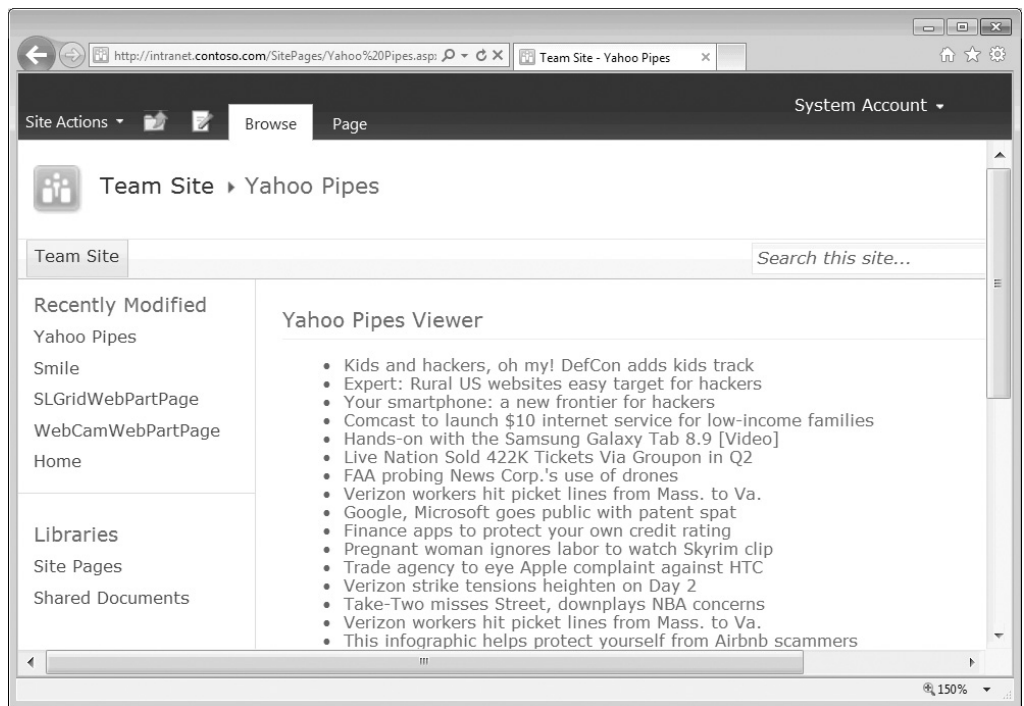 http://intranet.contoso.com/SitePages/Yahoo%20Pipes.asp
Team Site - Yahoo Pipes
System Account
Site Actions
Browse
Page
Team Site
Yahoo Pipes
Team Site
Search this site...
Recently Modified
Yahoo Pipes
Smile
SLGridWebPartPage
WebCamWebPartPage
Home
Libraries
Site Pages
Shared Documents
Yahoo Pipes Viewer
Kids and hackers, oh my! DefCon adds kids track
Expert: Rural US websites easy target for hackers
Your smartphone: a new frontier for hackers
Comcast to launch $10 internet service for low-income families
Hands-on with the Samsung Galaxy Tab 8.9 [Video]
Live Nation Sold 422K Tickets Via Groupon in Q2
FAA probing News Corp.'s use of drones
Verizon workers hit picket lines from Mass. to Va.
Google, Microsoft goes public with patent spat
Finance apps to protect your own credit rating
Pregnant woman ignores labor to watch Skyrim clip
Trade agency to eye Apple complaint against HTC
Verizon strike tensions heighten on Day 2
Take-Two misses Street, downplays NBA concerns
Verizon workers hit picket lines from Mass. to Va.
This infographic helps protect yourself from Airbnb scammers
150%